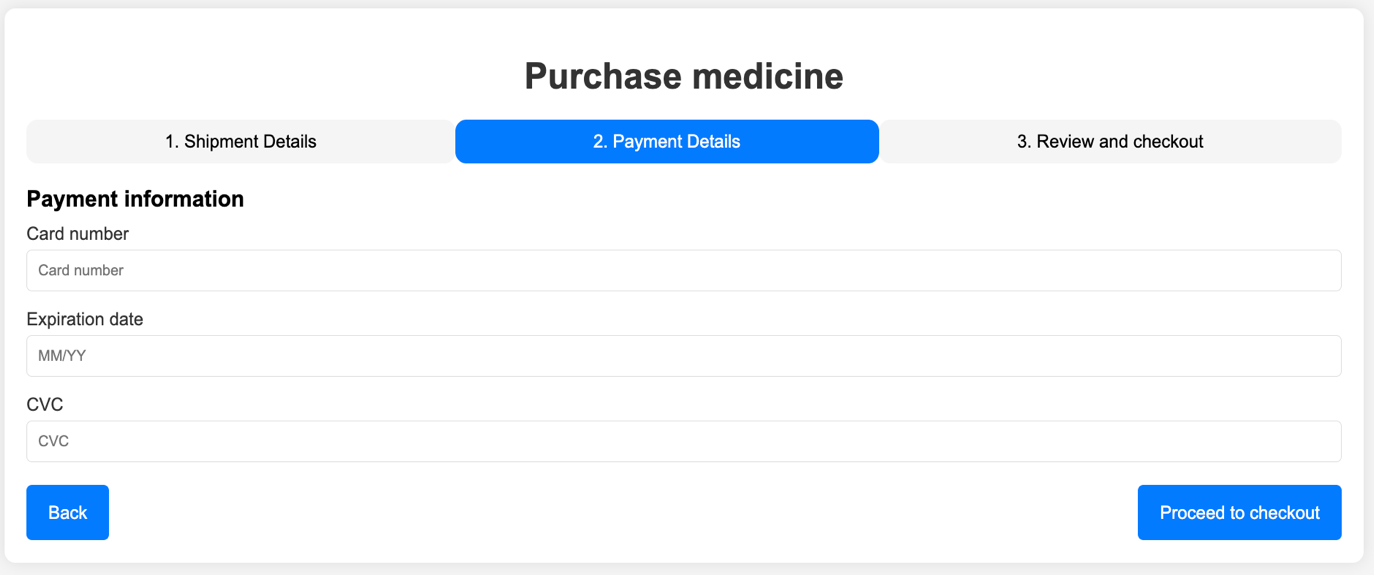 Purchase medicine
1. Shipment Details
2. Payment Details
3. Review and checkout
Payment information
Card number
Card number
Expiration date
MM/YY
CVC
CVC
Back
Proceed to checkout